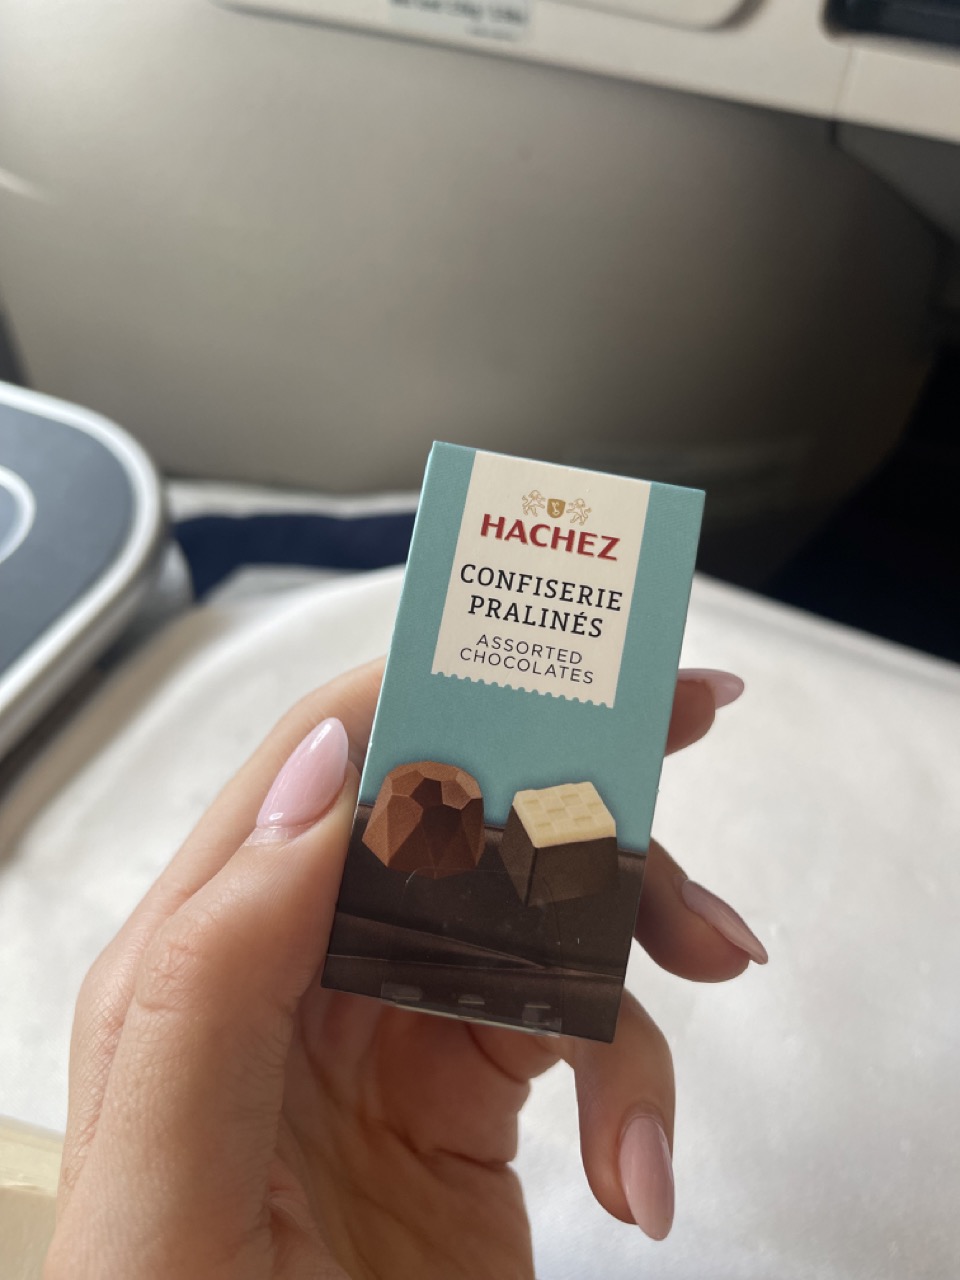 HACHEZ
CONFISERIE
PRALINÉS
ASSORTED
CHOCOLATES